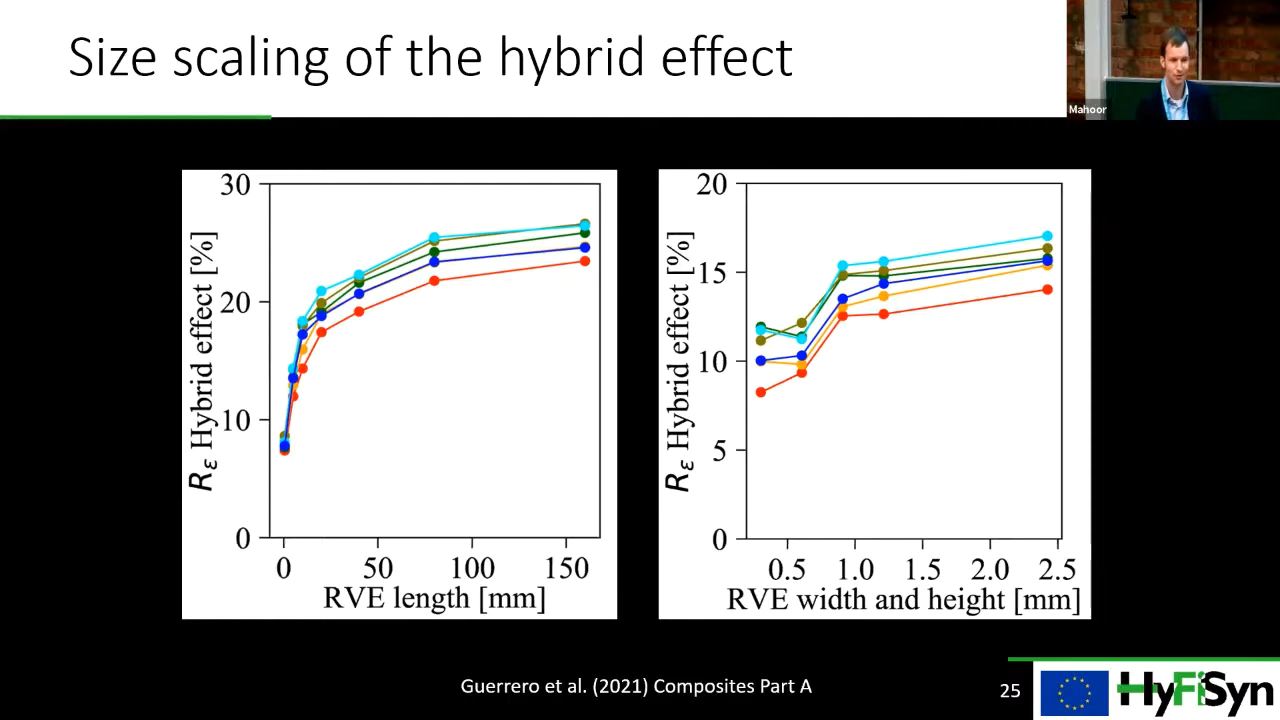 Size scaling of the hybrid effect
Mahoor
30
20
10
0
Rε Hybrid effect [%]
0 50 100 150
RVE length [mm]
20
15
10
5
0
Rε Hybrid effect [%]
0.5 1.0 1.5 2.0 2.5
RVE width and height [mm]
Guerrero et al. (2021) Composites Part A
25
HyFiSyn